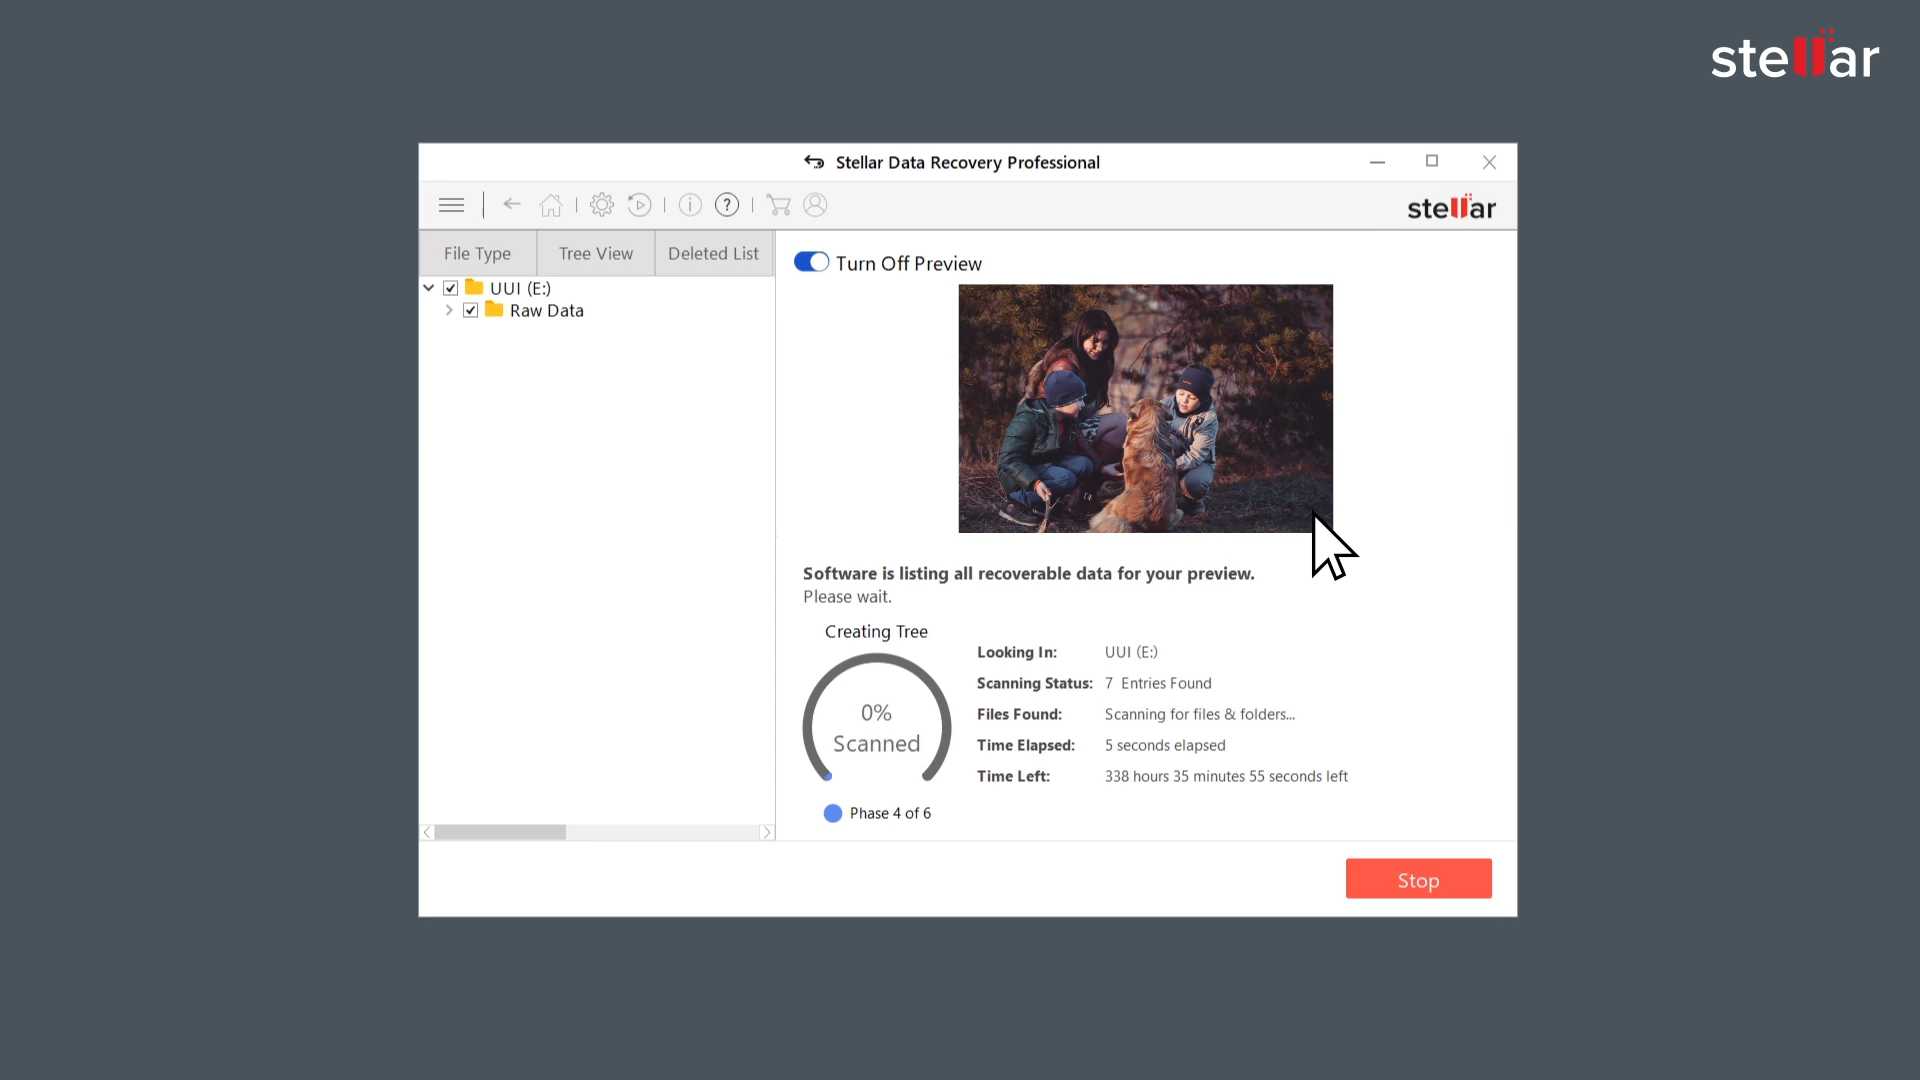 stellar
Stellar Data Recovery Professional
stellar
File Type
Tree View
Deleted List
UUI (E:)
Raw Data
Turn Off Preview
Software is listing all recoverable data for your preview.
Please wait.
Creating Tree
0%
Scanned
Phase 4 of 6
Looking In: UUI (E:)
Scanning Status: 7 Entries Found
Files Found: Scanning for files & folders...
Time Elapsed: 5 seconds elapsed
Time Left: 338 hours 35 minutes 55 seconds left
Stop